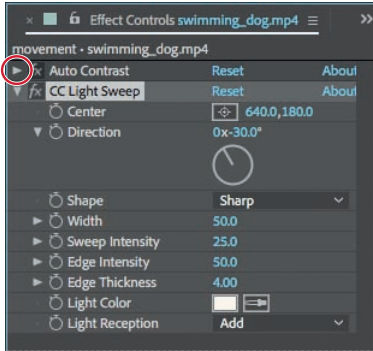 Effect Controls swimming_dog.mp4
movement • swimming_dog.mp4
fx Auto Contrast Reset About
fx CC Light Sweep Reset About
Center 640.0,180.0
Direction 0x-30.0°
Shape Sharp
Width 50.0
Sweep Intensity 25.0
Edge Intensity 50.0
Edge Thickness 4.00
Light Color
Light Reception Add